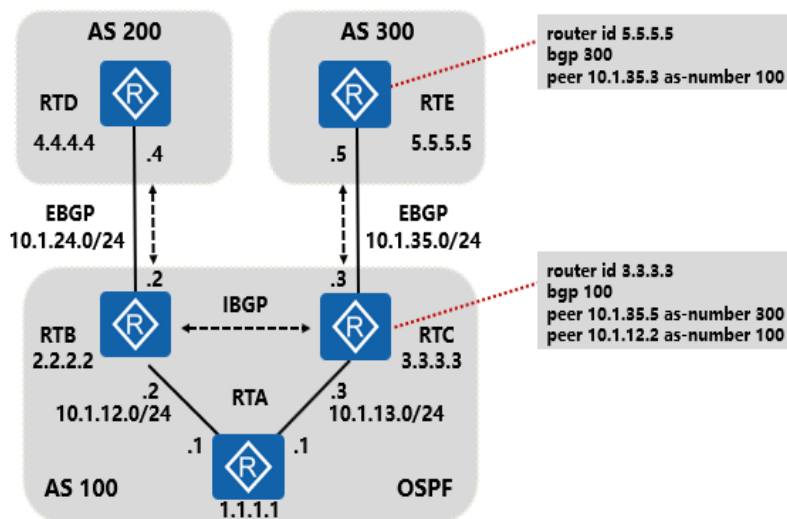 AS 200
AS 300
router id 5.5.5.5
bgp 300
peer 10.1.35.3 as-number 100
R
R
RTD
RTE
4.4.4.4
.4
.5
5.5.5.5
EBGP
10.1.24.0/24
EBGP
10.1.35.0/24
.2
.3
router id 3.3.3.3
bgp 100
peer 10.1.35.5 as-number 300
peer 10.1.12.2 as-number 100
IBGP
R
R
RTB
2.2.2.2
RTC
3.3.3.3
.2
RTA
.3
10.1.12.0/24
10.1.13.0/24
.1
.1
R
AS 100
OSPF
1.1.1.1